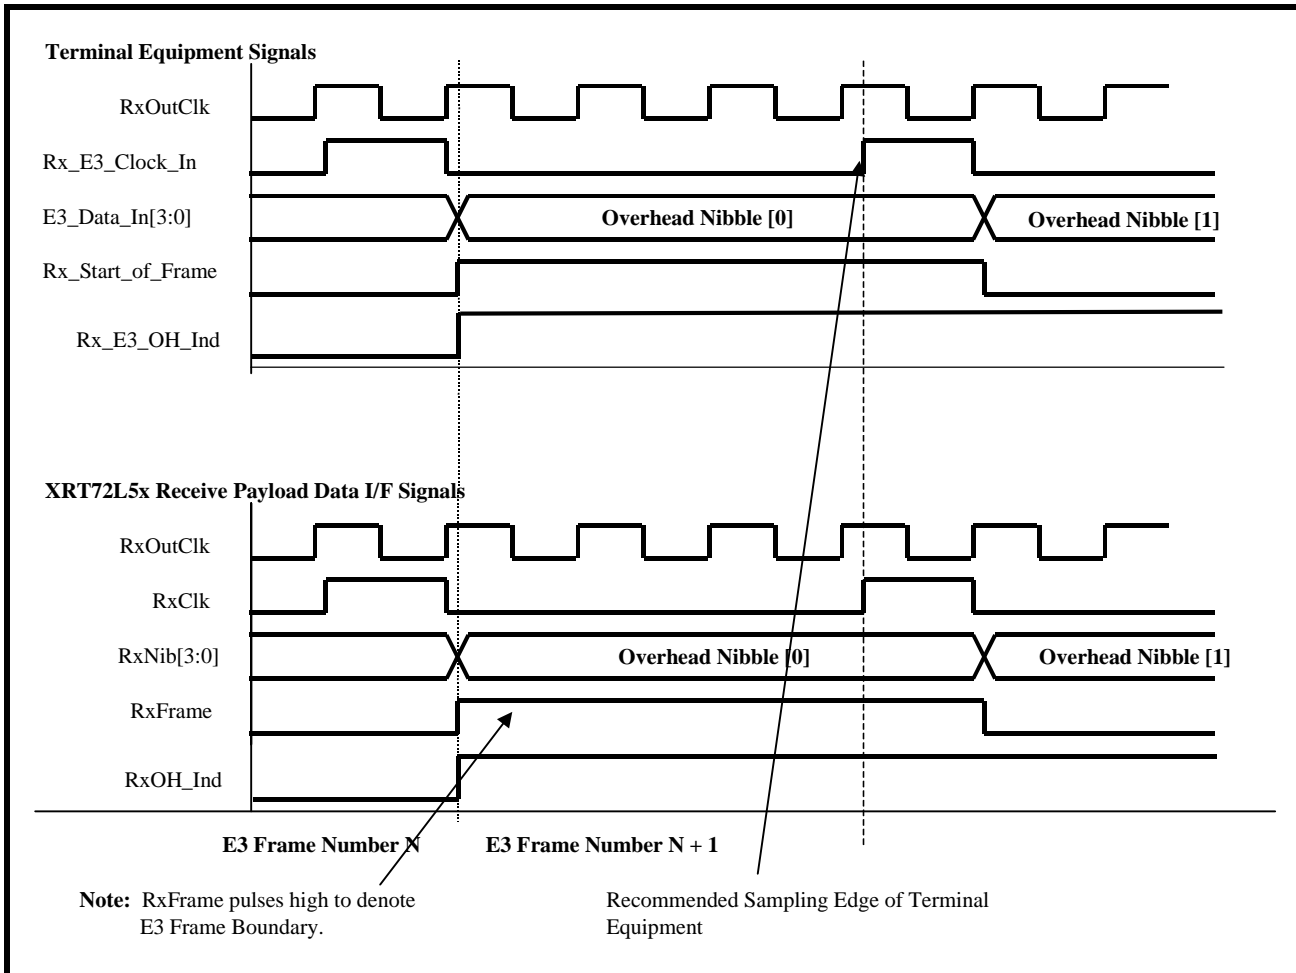 Terminal Equipment Signals
RxOutClk
Rx_E3_Clock_In
E3_Data_In[3:0]
Overhead Nibble [0]
Overhead Nibble [1]
Rx_Start_of_Frame
Rx_E3_OH_Ind
XRT72L5x Receive Payload Data I/F Signals
RxOutClk
RxClk
RxNib[3:0]
Overhead Nibble [0]
Overhead Nibble [1]
RxFrame
RxOH_Ind
E3 Frame Number N
E3 Frame Number N + 1
Note: RxFrame pulses high to denote
E3 Frame Boundary.
Recommended Sampling Edge of Terminal
Equipment